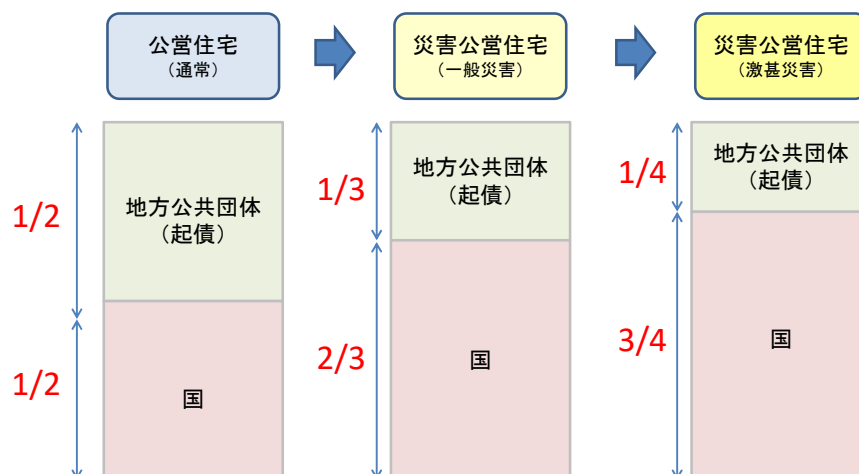 公営住宅
（通常）
災害公営住宅
（一般災害）
災害公営住宅
（激甚災害）
1/2
地方公共団体
（起債）
1/2
国
1/3
地方公共団体
（起債）
2/3
国
1/4
地方公共団体
（起債）
3/4
国